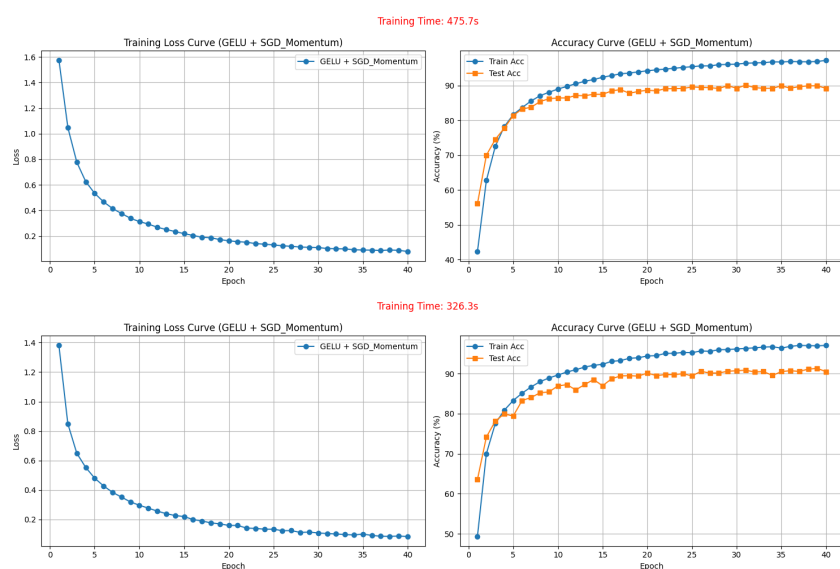 Training Time: 475.7s
Training Loss Curve (GELU + SGD_Momentum)
GELU + SGD_Momentum
1.6
1.4
1.2
1.0
0.8
0.6
0.4
0.2
Loss
0 5 10 15 20 25 30 35 40
Epoch
Accuracy Curve (GELU + SGD_Momentum)
Train Acc
Test Acc
90
80
70
60
50
40
Accuracy (%)
0 5 10 15 20 25 30 35 40
Epoch
Training Time: 326.3s
Training Loss Curve (GELU + SGD_Momentum)
GELU + SGD_Momentum
1.4
1.2
1.0
0.8
0.6
0.4
0.2
Loss
0 5 10 15 20 25 30 35 40
Epoch
Accuracy Curve (GELU + SGD_Momentum)
Train Acc
Test Acc
90
80
70
60
50
Accuracy (%)
0 5 10 15 20 25 30 35 40
Epoch